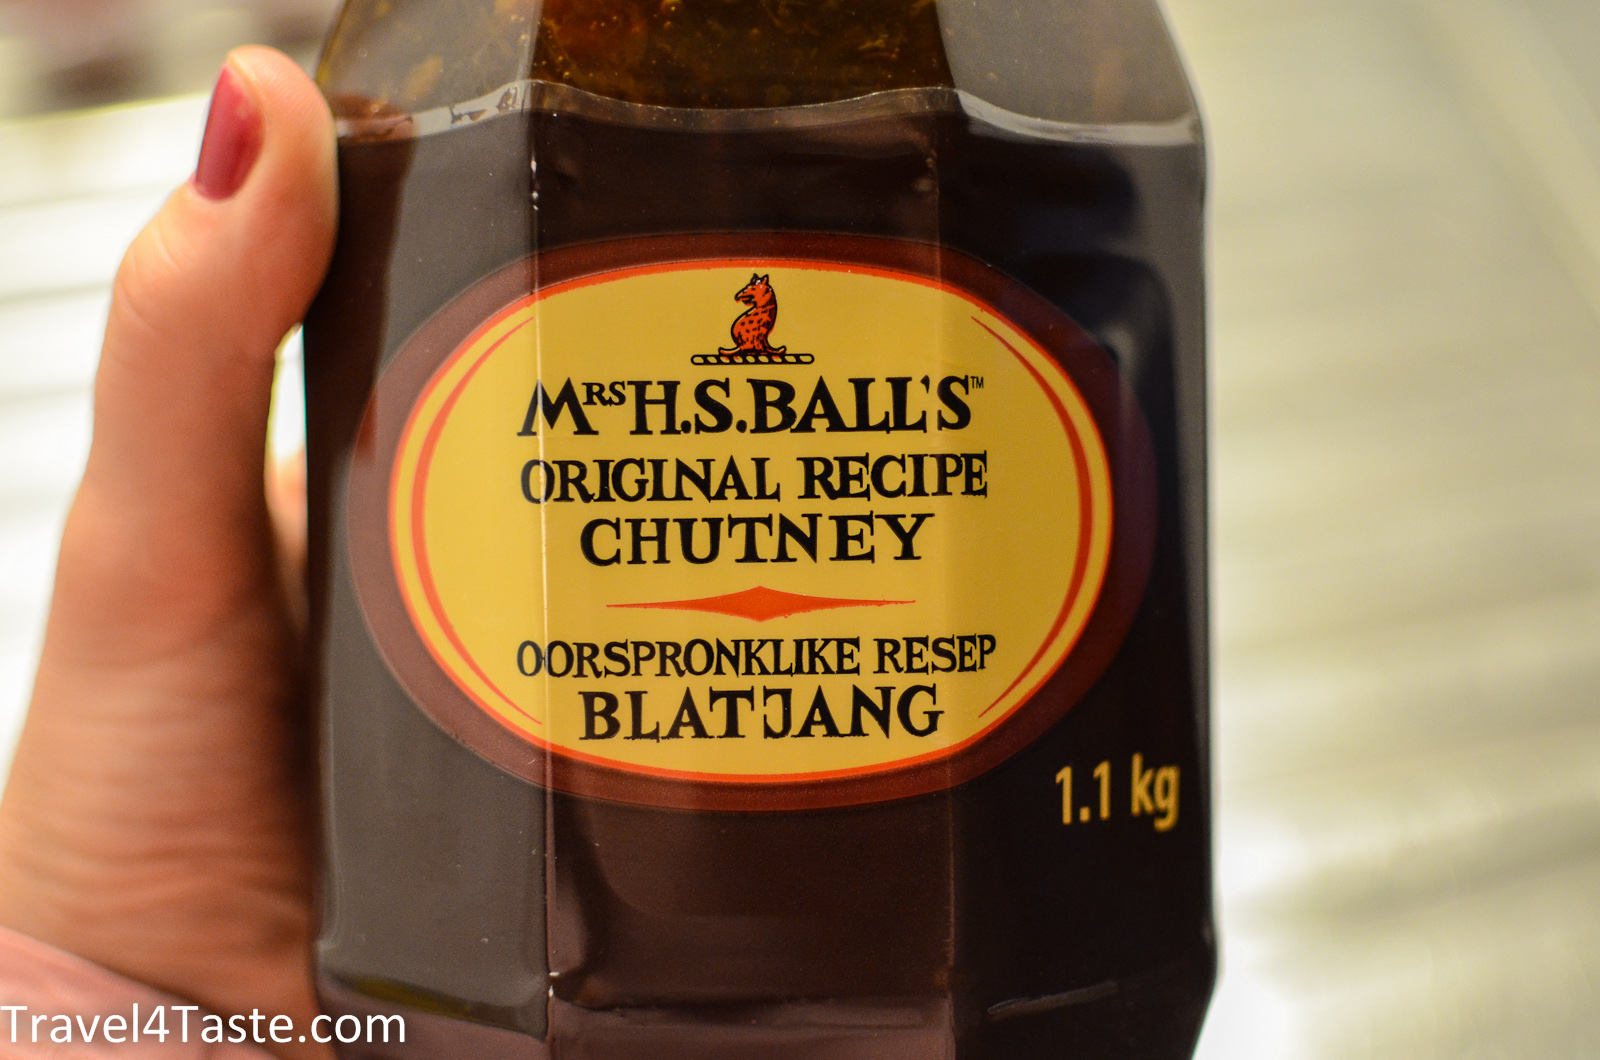 Mrs H.S. BALL'S™
ORIGINAL RECIPE
CHUTNEY
OORSPRONKLIKE RESEP
BLATJANG
1.1 kg
Travel4Taste.com